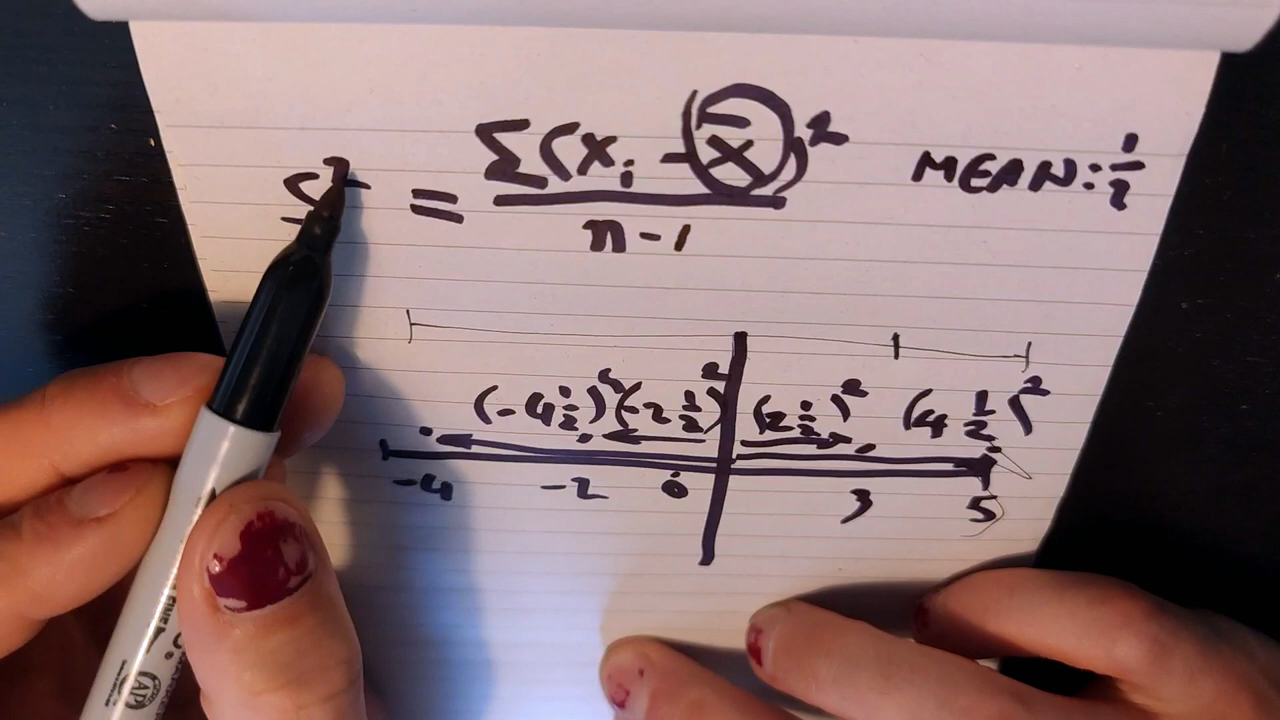 s² = Σ(xᵢ - x̄)² / n-1
MEAN: 1/2
(-4 1/2)² (-2 1/2)² (2 1/2)² (4 1/2)²
-4 -2 0 3 5
AP